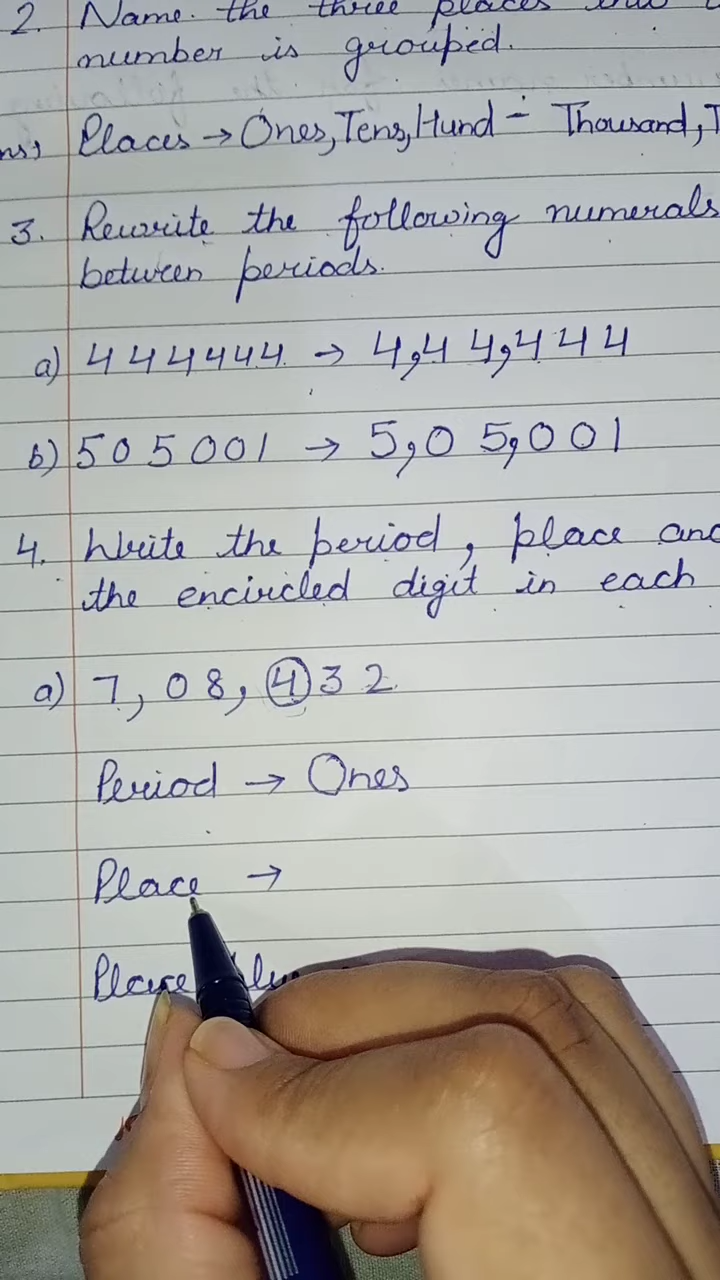 2. Name. the three places
number is grouped.
Places → Ones, Tens, Hund - Thousand, T
3. Rewrite the following numerals
between periods.
a) 444444 → 4,44,444
b) 505001 → 5,05,001
4. Write the period, place and
the encircled digit in each
a) 7,08,432
Period → Ones
Place →
Place